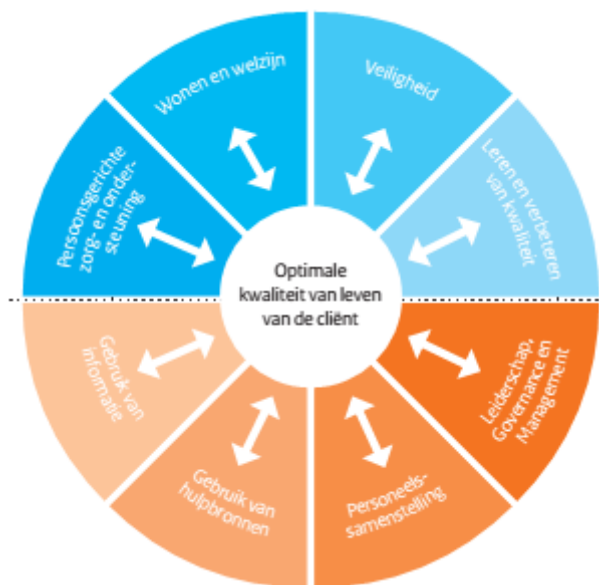 Wonen en welzijn
Veiligheid
Persoonsgerichte
zorg- en onder-
steuning
Leren en verbeteren
van kwaliteit
Optimale
kwaliteit van leven
van de cliënt
Gebruik van
informatie
Leiderschap,
Governance en
Management
Gebruik van
hulpbronnen
Personeels-
samenstelling